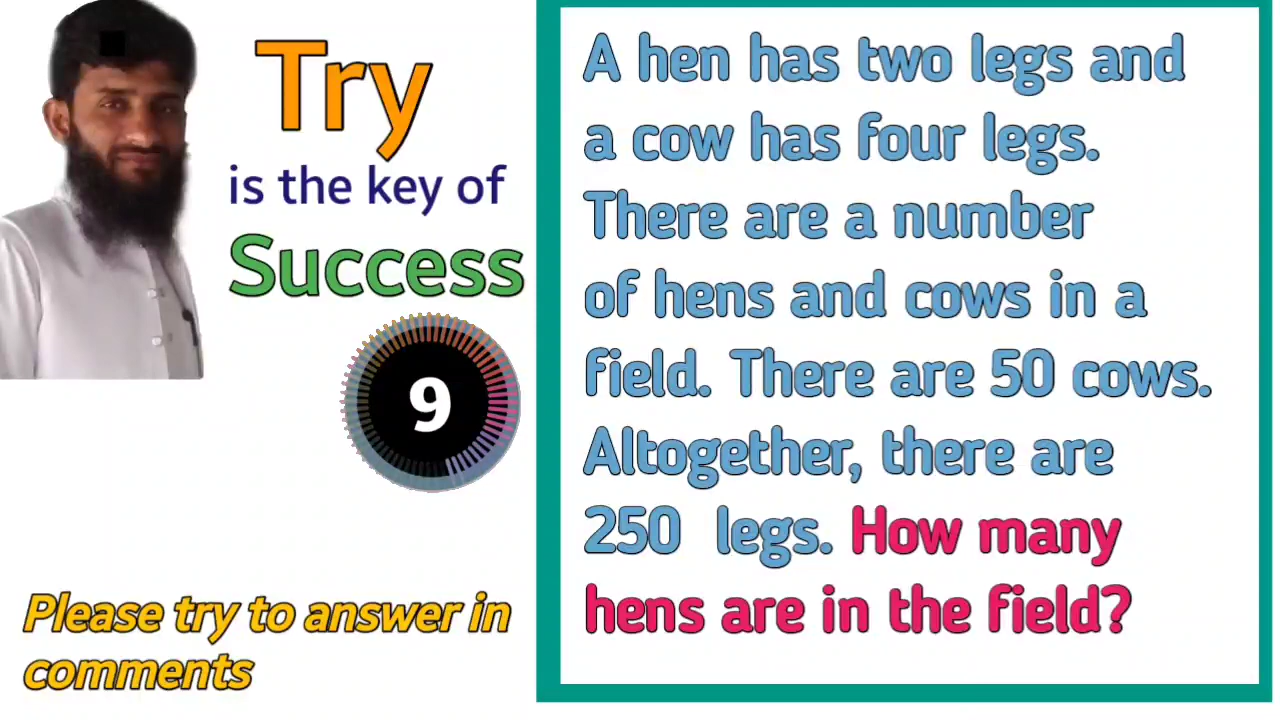 Try
is the key of
Success
9
Please try to answer in
comments
A hen has two legs and
a cow has four legs.
There are a number
of hens and cows in a
field. There are 50 cows.
Altogether, there are
250 legs. How many
hens are in the field?